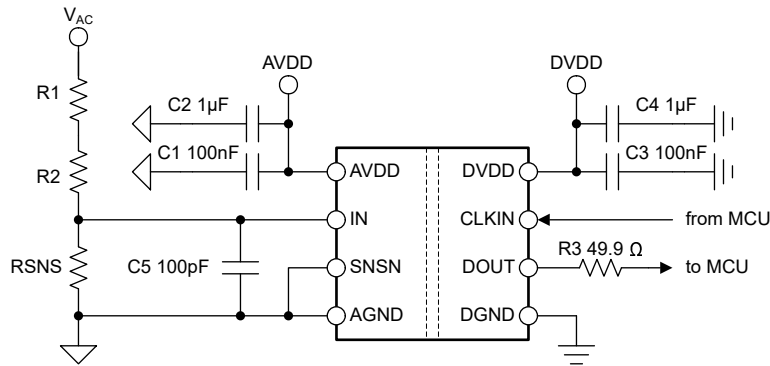 VAC
AVDD
DVDD
R1
C2 1µF
C4 1µF
C1 100nF
C3 100nF
R2
AVDD
DVDD
IN
CLKIN
from MCU
RSNS
C5 100pF
SNSN
DOUT
R3 49.9 Ω
to MCU
AGND
DGND